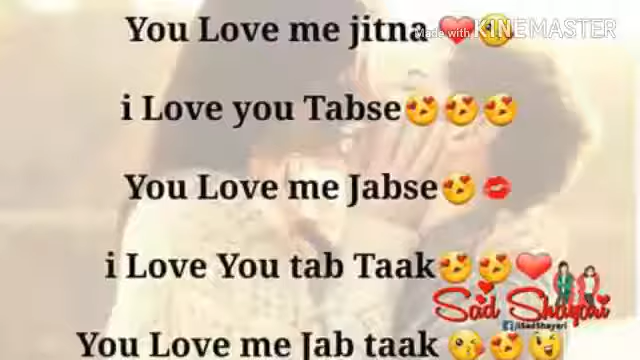 You Love me jitna ❤️😘
Made with KINEMASTER
i Love you Tabse😍😍😍
You Love me Jabse😍💋
i Love You tab Taak😍😍❤️
Sad Shayari
f/iSadShayari
You Love me Jab taak 😘😍😉